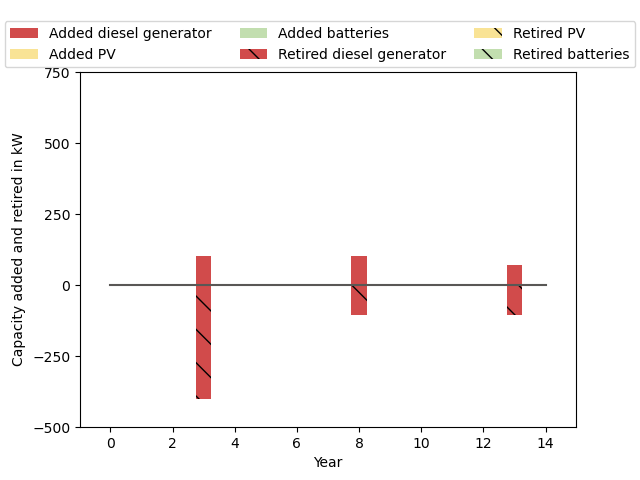 Added diesel generator
Added PV
Added batteries
Retired diesel generator
Retired PV
Retired batteries
750
500
250
0
−250
−500
Capacity added and retired in kW
0 2 4 6 8 10 12 14
Year